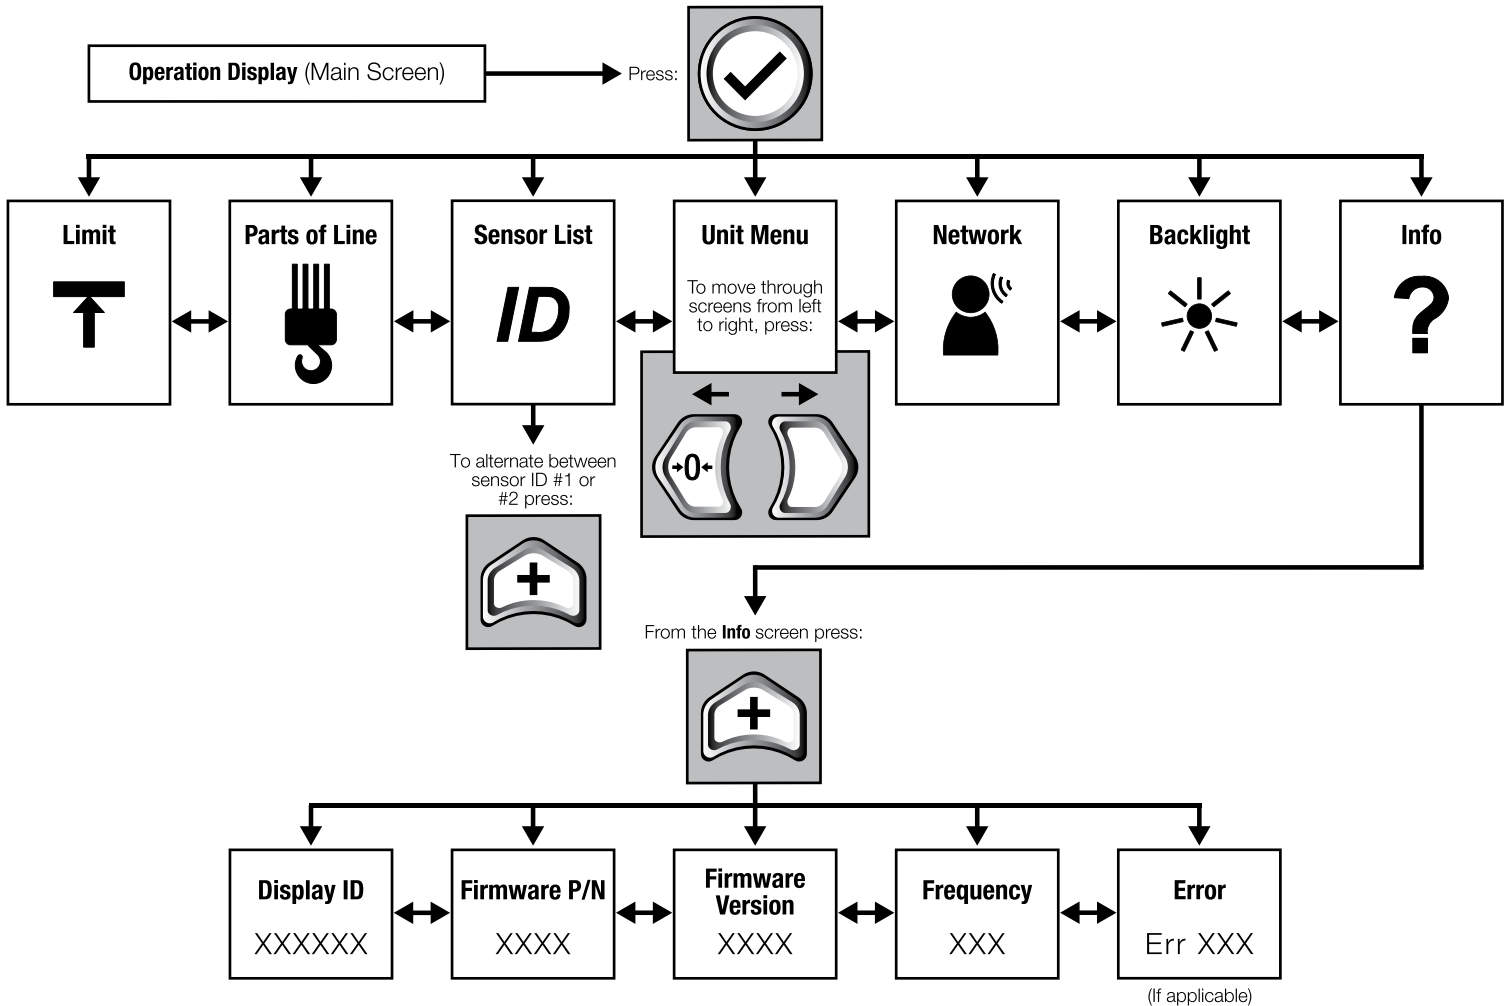 Operation Display (Main Screen)
Press:
Limit
Parts of Line
Sensor List
Unit Menu
Network
Backlight
Info
To move through
screens from left
to right, press:
ID
?
To alternate between
sensor ID #1 or
#2 press:
0
+
From the Info screen press:
+
Display ID
Firmware P/N
Firmware
Version
Frequency
Error
XXXXXX
XXXX
XXXX
XXX
Err XXX
(If applicable)